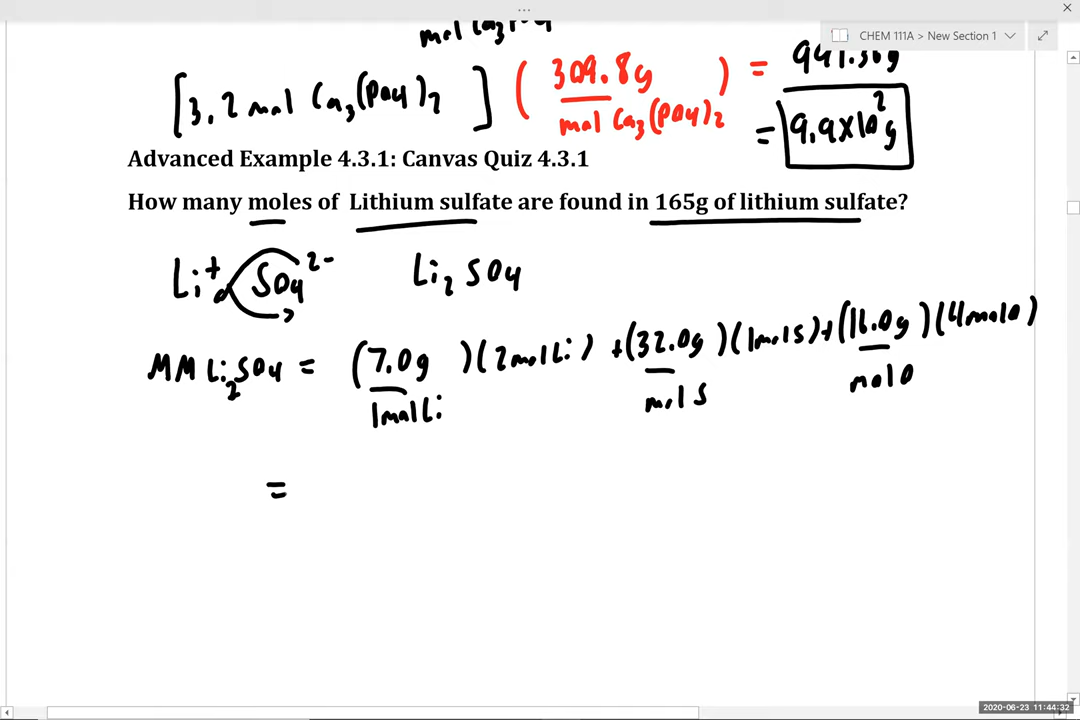 CHEM 111A > New Section 1
mol Ca3
[3.2 mol Ca3(PO4)2] (309.8g / mol Ca3(PO4)2) =
= 9.9x10^2 g
Advanced Example 4.3.1: Canvas Quiz 4.3.1
How many moles of Lithium sulfate are found in 165g of lithium sulfate?
Li+ SO4 2- Li2SO4
MM Li2SO4 = (7.0g / 1mol Li)(2mol Li) + (32.0g / mol S)(1mol S) + (16.0g / mol O)(4mol O)
=
2020-06-23 11:44:32